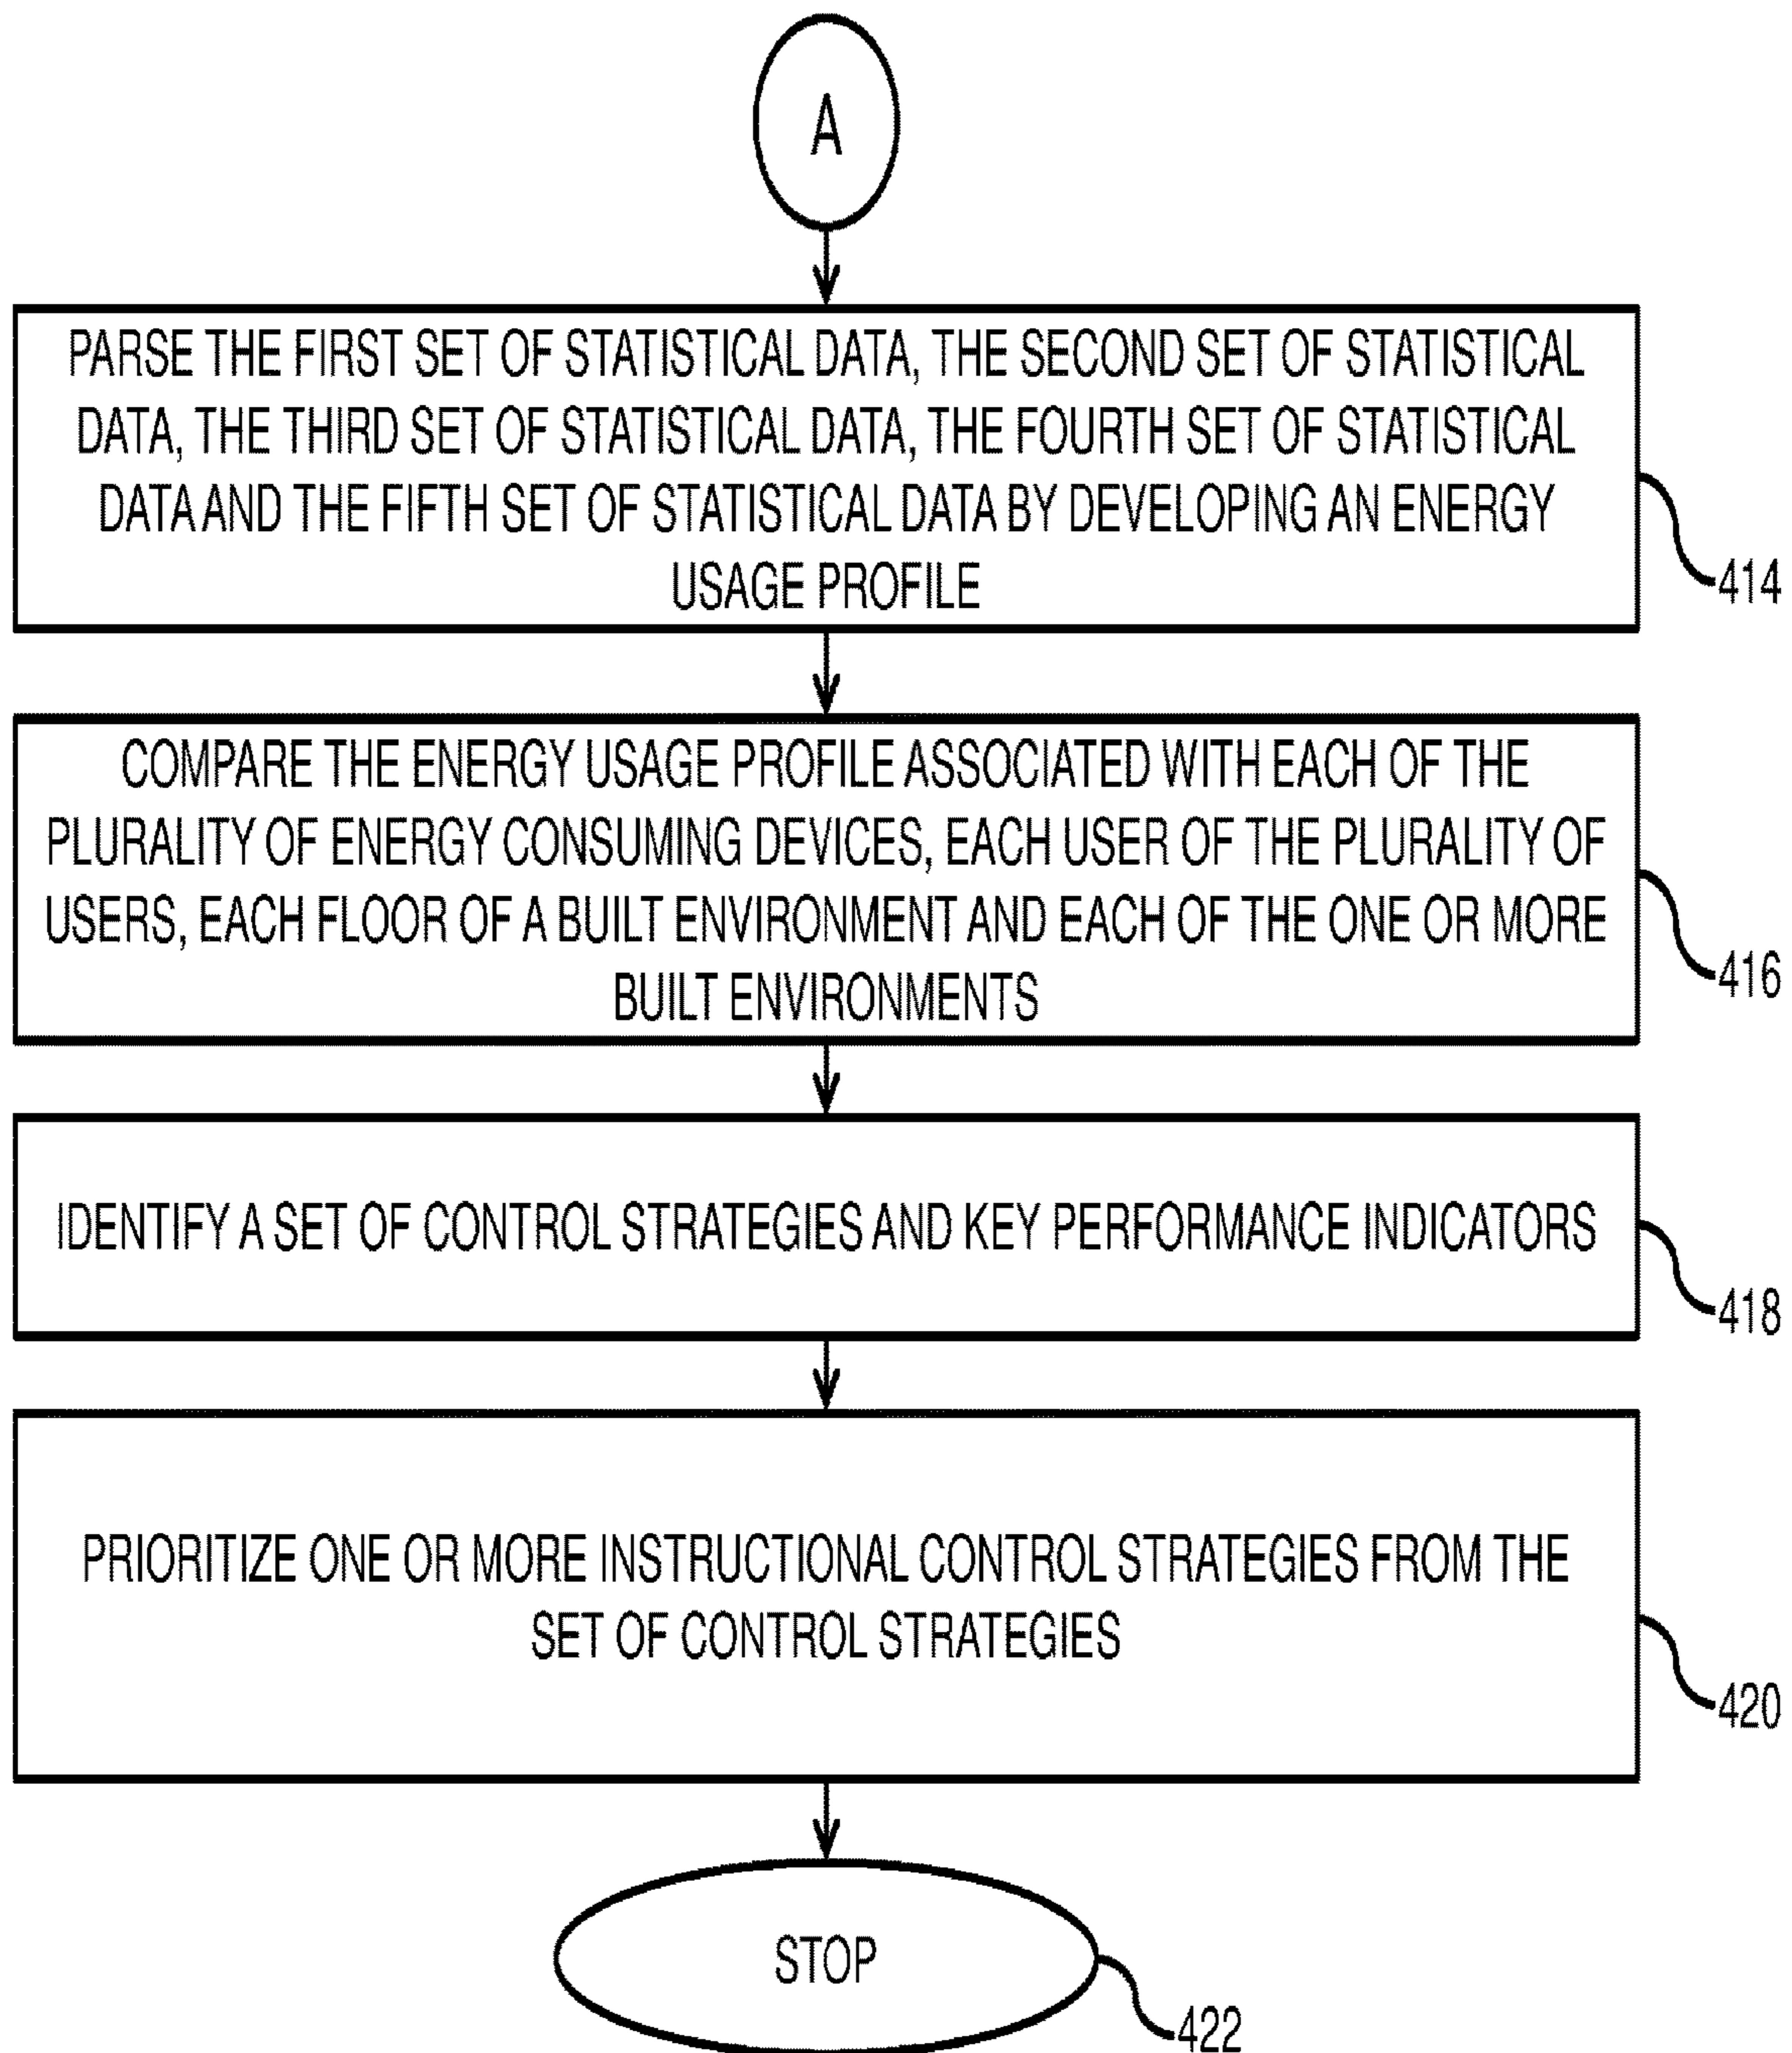 A
PARSE THE FIRST SET OF STATISTICAL DATA, THE SECOND SET OF STATISTICAL
DATA, THE THIRD SET OF STATISTICAL DATA, THE FOURTH SET OF STATISTICAL
DATA AND THE FIFTH SET OF STATISTICAL DATA BY DEVELOPING AN ENERGY
USAGE PROFILE
414
COMPARE THE ENERGY USAGE PROFILE ASSOCIATED WITH EACH OF THE
PLURALITY OF ENERGY CONSUMING DEVICES, EACH USER OF THE PLURALITY OF
USERS, EACH FLOOR OF A BUILT ENVIRONMENT AND EACH OF THE ONE OR MORE
BUILT ENVIRONMENTS
416
IDENTIFY A SET OF CONTROL STRATEGIES AND KEY PERFORMANCE INDICATORS
418
PRIORITIZE ONE OR MORE INSTRUCTIONAL CONTROL STRATEGIES FROM THE
SET OF CONTROL STRATEGIES
420
STOP
422